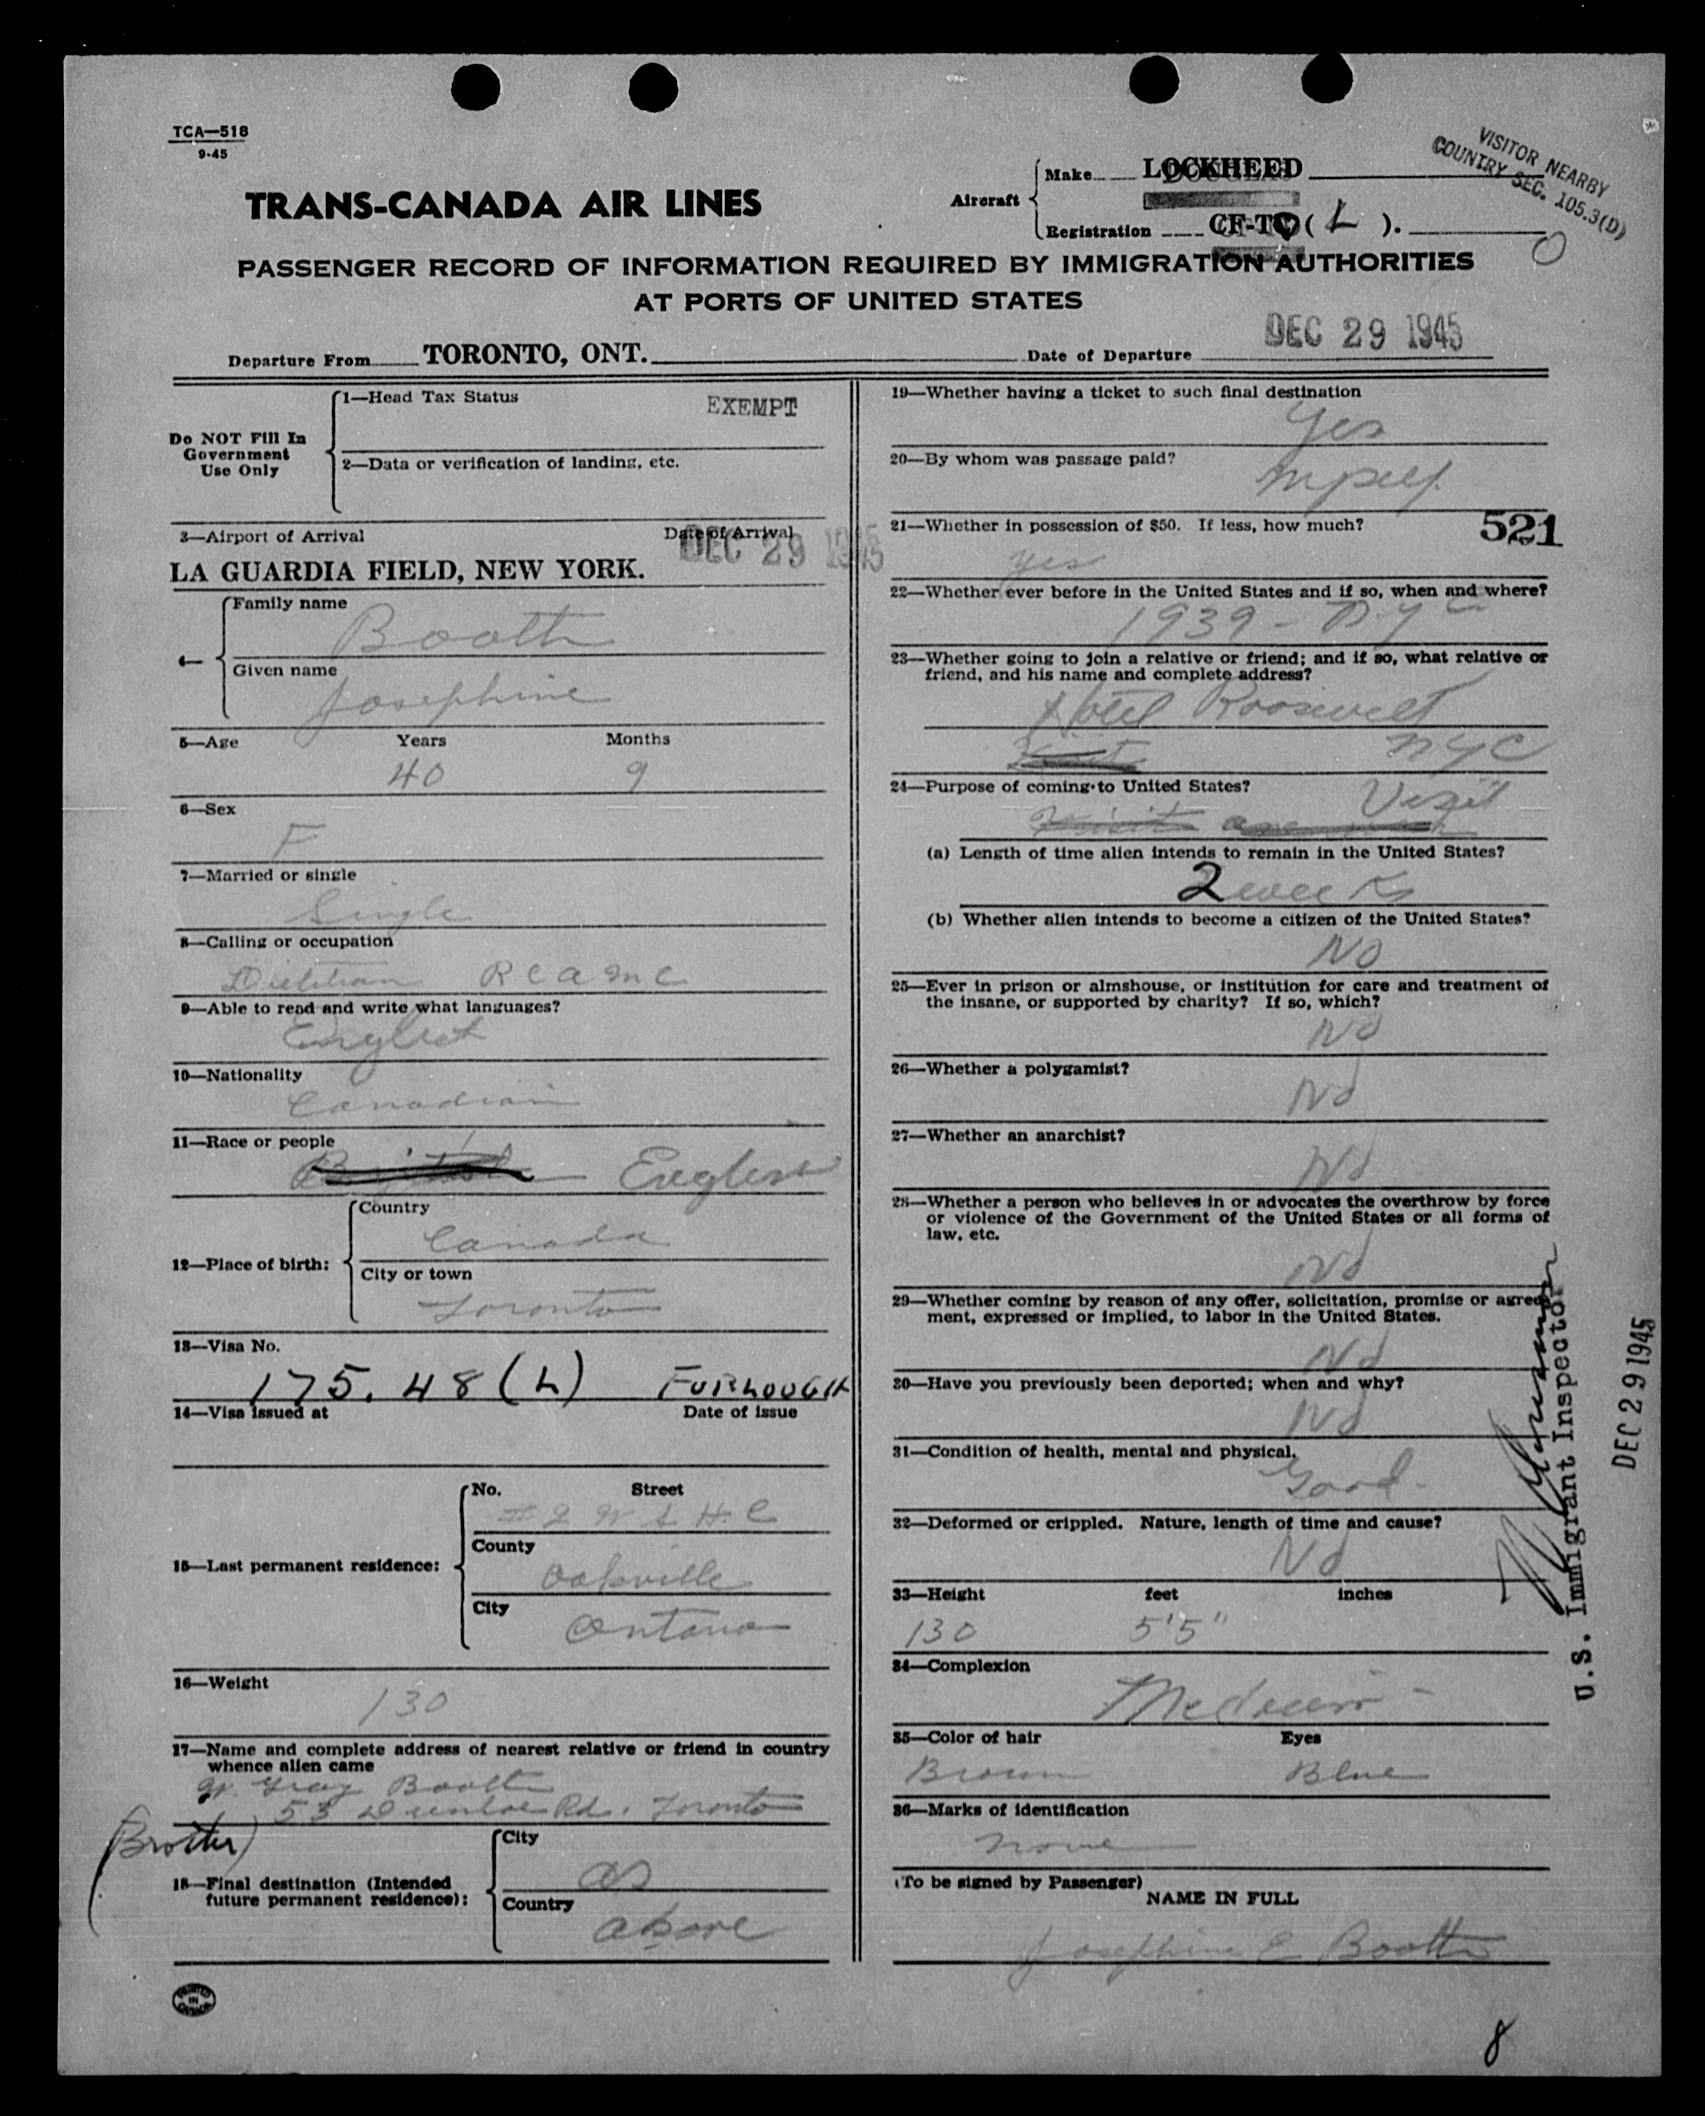 TCA—518
9-45
VISITOR NEARBY
COUNTRY SEC. 105.3(D)
TRANS-CANADA AIR LINES
Aircraft
Make LOCKHEED
Registration CF-TC ( L ).
PASSENGER RECORD OF INFORMATION REQUIRED BY IMMIGRATION AUTHORITIES
AT PORTS OF UNITED STATES
Departure From TORONTO, ONT. Date of Departure DEC 29 1945
Do NOT Fill In
Government
Use Only
1—Head Tax Status EXEMPT
2—Data or verification of landing, etc.
3—Airport of Arrival Date of Arrival
LA GUARDIA FIELD, NEW YORK. DEC 29 1945
4— Family name
Booth
Given name
Josephine
5—Age Years Months
40 9
6—Sex
F
7—Married or single
Single
8—Calling or occupation
Dietitian R C A M C
9—Able to read and write what languages?
English
10—Nationality
Canadian
11—Race or people
British English
12—Place of birth:
Country
Canada
City or town
Toronto
13—Visa No.
175.48 (L) FURLOUGH
14—Visa issued at Date of issue
15—Last permanent residence:
No. Street
#2
County
Oakville
City
Ontario
16—Weight
130
17—Name and complete address of nearest relative or friend in country
whence alien came
Gray Booth
53 Dunloe Rd. Toronto
(Brother)
18—Final destination (Intended
future permanent residence):
City
as
Country
above
PRINTED IN CANADA
19—Whether having a ticket to such final destination
Yes
20—By whom was passage paid?
Myself.
21—Whether in possession of $50. If less, how much? 521
Yes
22—Whether ever before in the United States and if so, when and where?
1939 - NYC
23—Whether going to join a relative or friend; and if so, what relative or
friend, and his name and complete address?
Hotel Roosevelt
NYC
24—Purpose of coming to United States?
Visit
(a) Length of time alien intends to remain in the United States?
2 weeks
(b) Whether alien intends to become a citizen of the United States?
No
25—Ever in prison or almshouse, or institution for care and treatment of
the insane, or supported by charity? If so, which?
No
26—Whether a polygamist?
No
27—Whether an anarchist?
No
28—Whether a person who believes in or advocates the overthrow by force
or violence of the Government of the United States or all forms of
law, etc.
No
29—Whether coming by reason of any offer, solicitation, promise or agree-
ment, expressed or implied, to labor in the United States.
No
30—Have you previously been deported; when and why?
No
31—Condition of health, mental and physical.
Good.
32—Deformed or crippled. Nature, length of time and cause?
No
33—Height feet inches
130 5'5"
34—Complexion
Medium -
35—Color of hair Eyes
Brown Blue
36—Marks of identification
None
(To be signed by Passenger)
NAME IN FULL
Josephine E Booth
U.S. Immigrant Inspector
DEC 29 1945
8